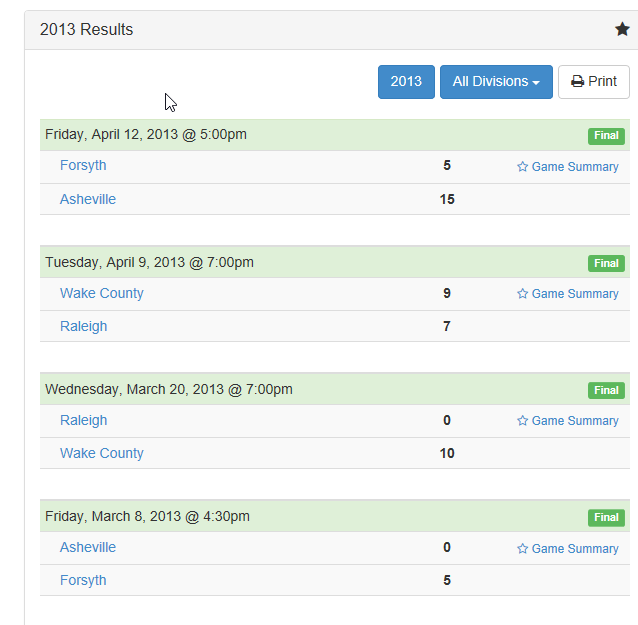 2013 Results
2013 All Divisions Print
Friday, April 12, 2013 @ 5:00pm Final
Forsyth 5 Game Summary
Asheville 15
Tuesday, April 9, 2013 @ 7:00pm Final
Wake County 9 Game Summary
Raleigh 7
Wednesday, March 20, 2013 @ 7:00pm Final
Raleigh 0 Game Summary
Wake County 10
Friday, March 8, 2013 @ 4:30pm Final
Asheville 0 Game Summary
Forsyth 5